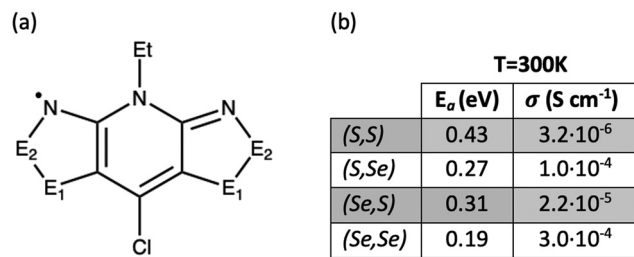 (a)
Et
N
N
N
E₂
E₂
E₁
E₁
Cl
(b)
T=300K
Eₐ (eV) σ (S cm⁻¹)
(S,S) 0.43 3.2·10⁻⁶
(S,Se) 0.27 1.0·10⁻⁴
(Se,S) 0.31 2.2·10⁻⁵
(Se,Se) 0.19 3.0·10⁻⁴